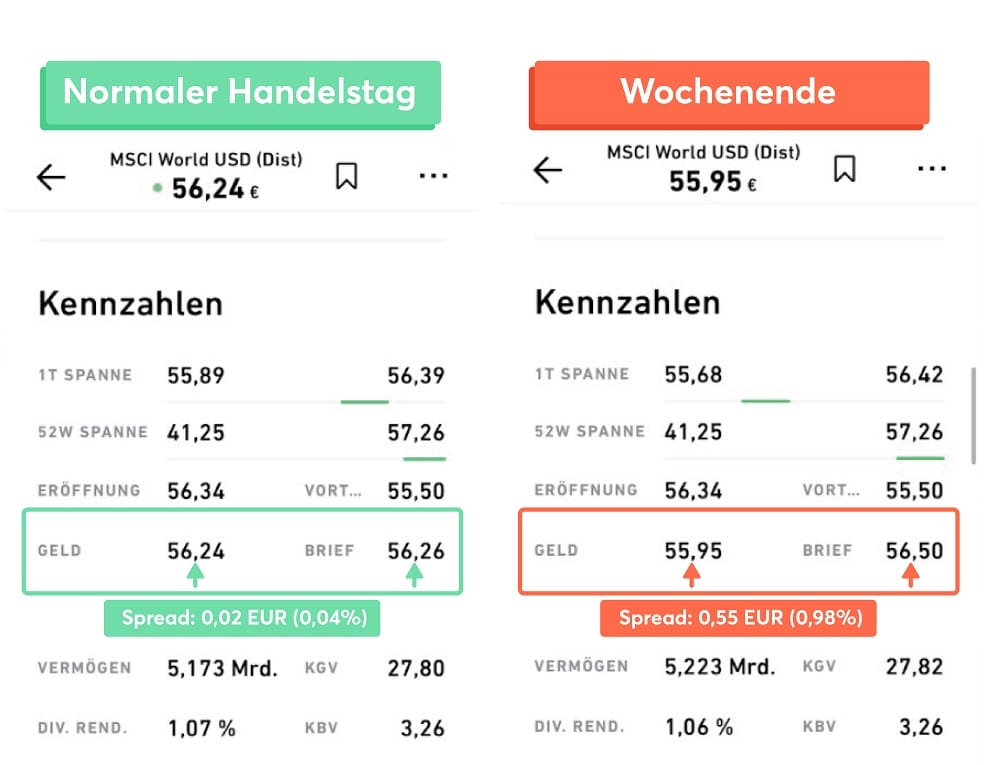 Normaler Handelstag
MSCI World USD (Dist)
56,24 €
Kennzahlen
1T SPANNE 55,89 56,39
52W SPANNE 41,25 57,26
ERÖFFNUNG 56,34 VORT... 55,50
GELD 56,24 BRIEF 56,26
Spread: 0,02 EUR (0,04%)
VERMÖGEN 5,173 Mrd. KGV 27,80
DIV. REND. 1,07 % KBV 3,26
Wochenende
MSCI World USD (Dist)
55,95 €
Kennzahlen
1T SPANNE 55,68 56,42
52W SPANNE 41,25 57,26
ERÖFFNUNG 56,34 VORT... 55,50
GELD 55,95 BRIEF 56,50
Spread: 0,55 EUR (0,98%)
VERMÖGEN 5,223 Mrd. KGV 27,82
DIV. REND. 1,06 % KBV 3,26